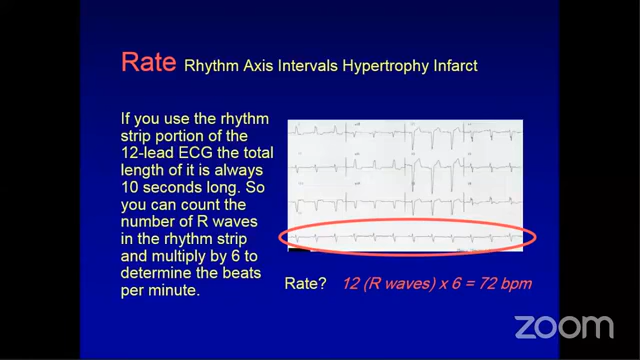 Rate Rhythm Axis Intervals Hypertrophy Infarct
If you use the rhythm
strip portion of the
12-lead ECG the total
length of it is always
10 seconds long. So
you can count the
number of R waves
in the rhythm strip
and multiply by 6 to
determine the beats
per minute.
Rate? 12 (R waves) x 6 = 72 bpm
zoom